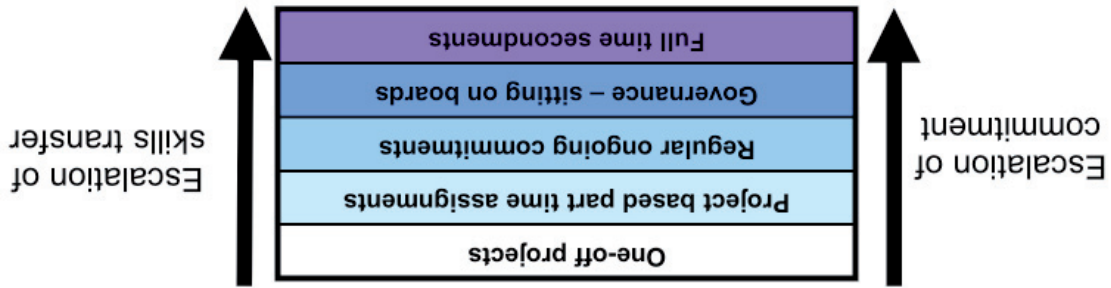 Escalation of
commitment
One-off projects
Project based part time assignments
Regular ongoing commitments
Governance – sitting on boards
Full time secondments
Escalation of
skills transfer